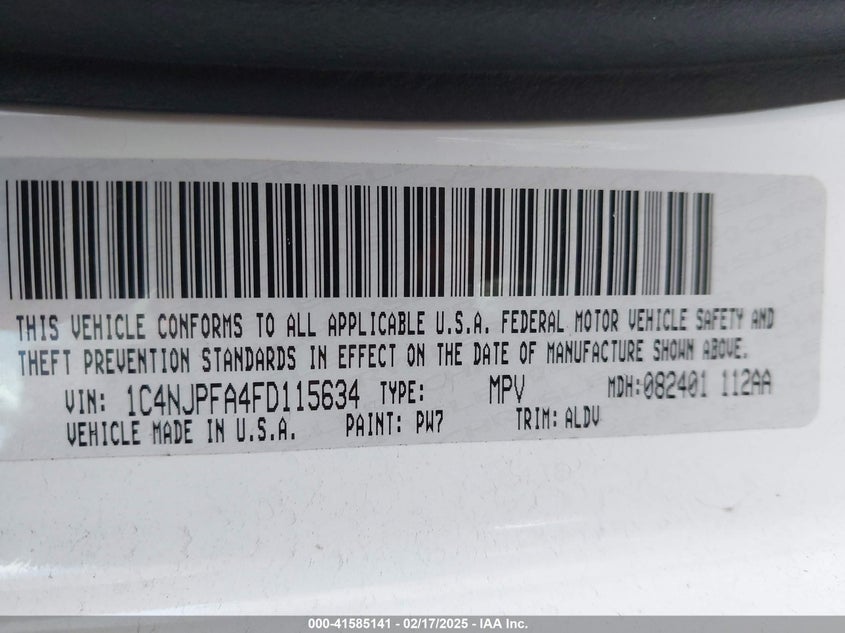 THIS VEHICLE CONFORMS TO ALL APPLICABLE U.S.A. FEDERAL MOTOR VEHICLE SAFETY AND
THEFT PREVENTION STANDARDS IN EFFECT ON THE DATE OF MANUFACTURE SHOWN ABOVE.
VIN: 1C4NJPFA4FD115634 TYPE: MPV MDH:082401 112AA
VEHICLE MADE IN U.S.A. PAINT: PW7 TRIM: ALDV
000-41585141 - 02/17/2025 - IAA Inc.